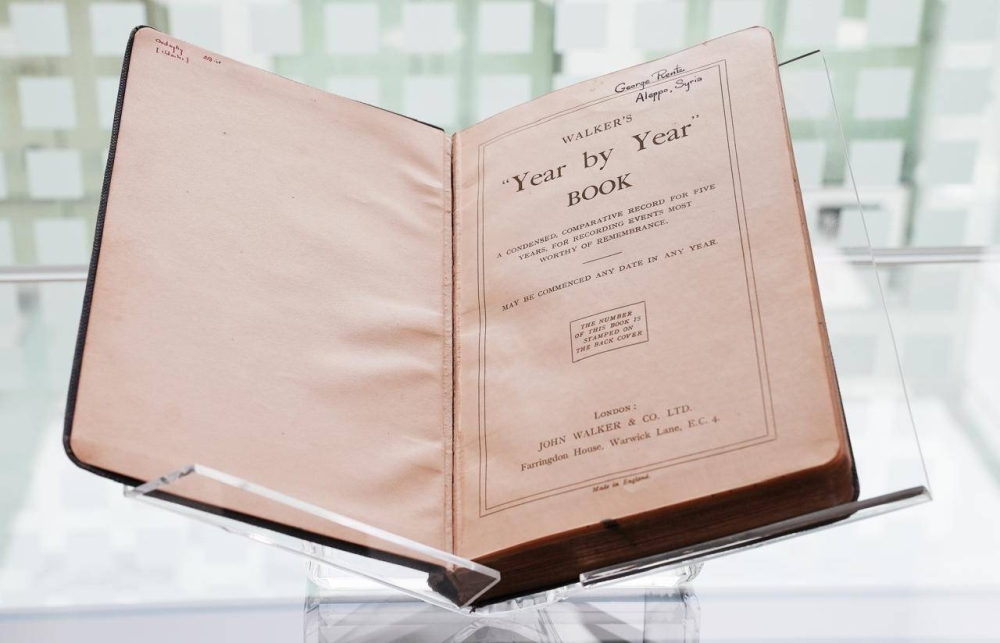 George Rentz
Aleppo, Syria
WALKER'S
"Year by Year"
BOOK
A CONDENSED, COMPARATIVE RECORD FOR FIVE
YEARS, FOR RECORDING EVENTS MOST
WORTHY OF REMEMBRANCE.
MAY BE COMMENCED ANY DATE IN ANY YEAR.
THE NUMBER
OF THIS BOOK IS
STAMPED ON
THE BACK COVER
LONDON:
JOHN WALKER & CO. LTD.
Farringdon House, Warwick Lane, E.C. 4.
Made in England.